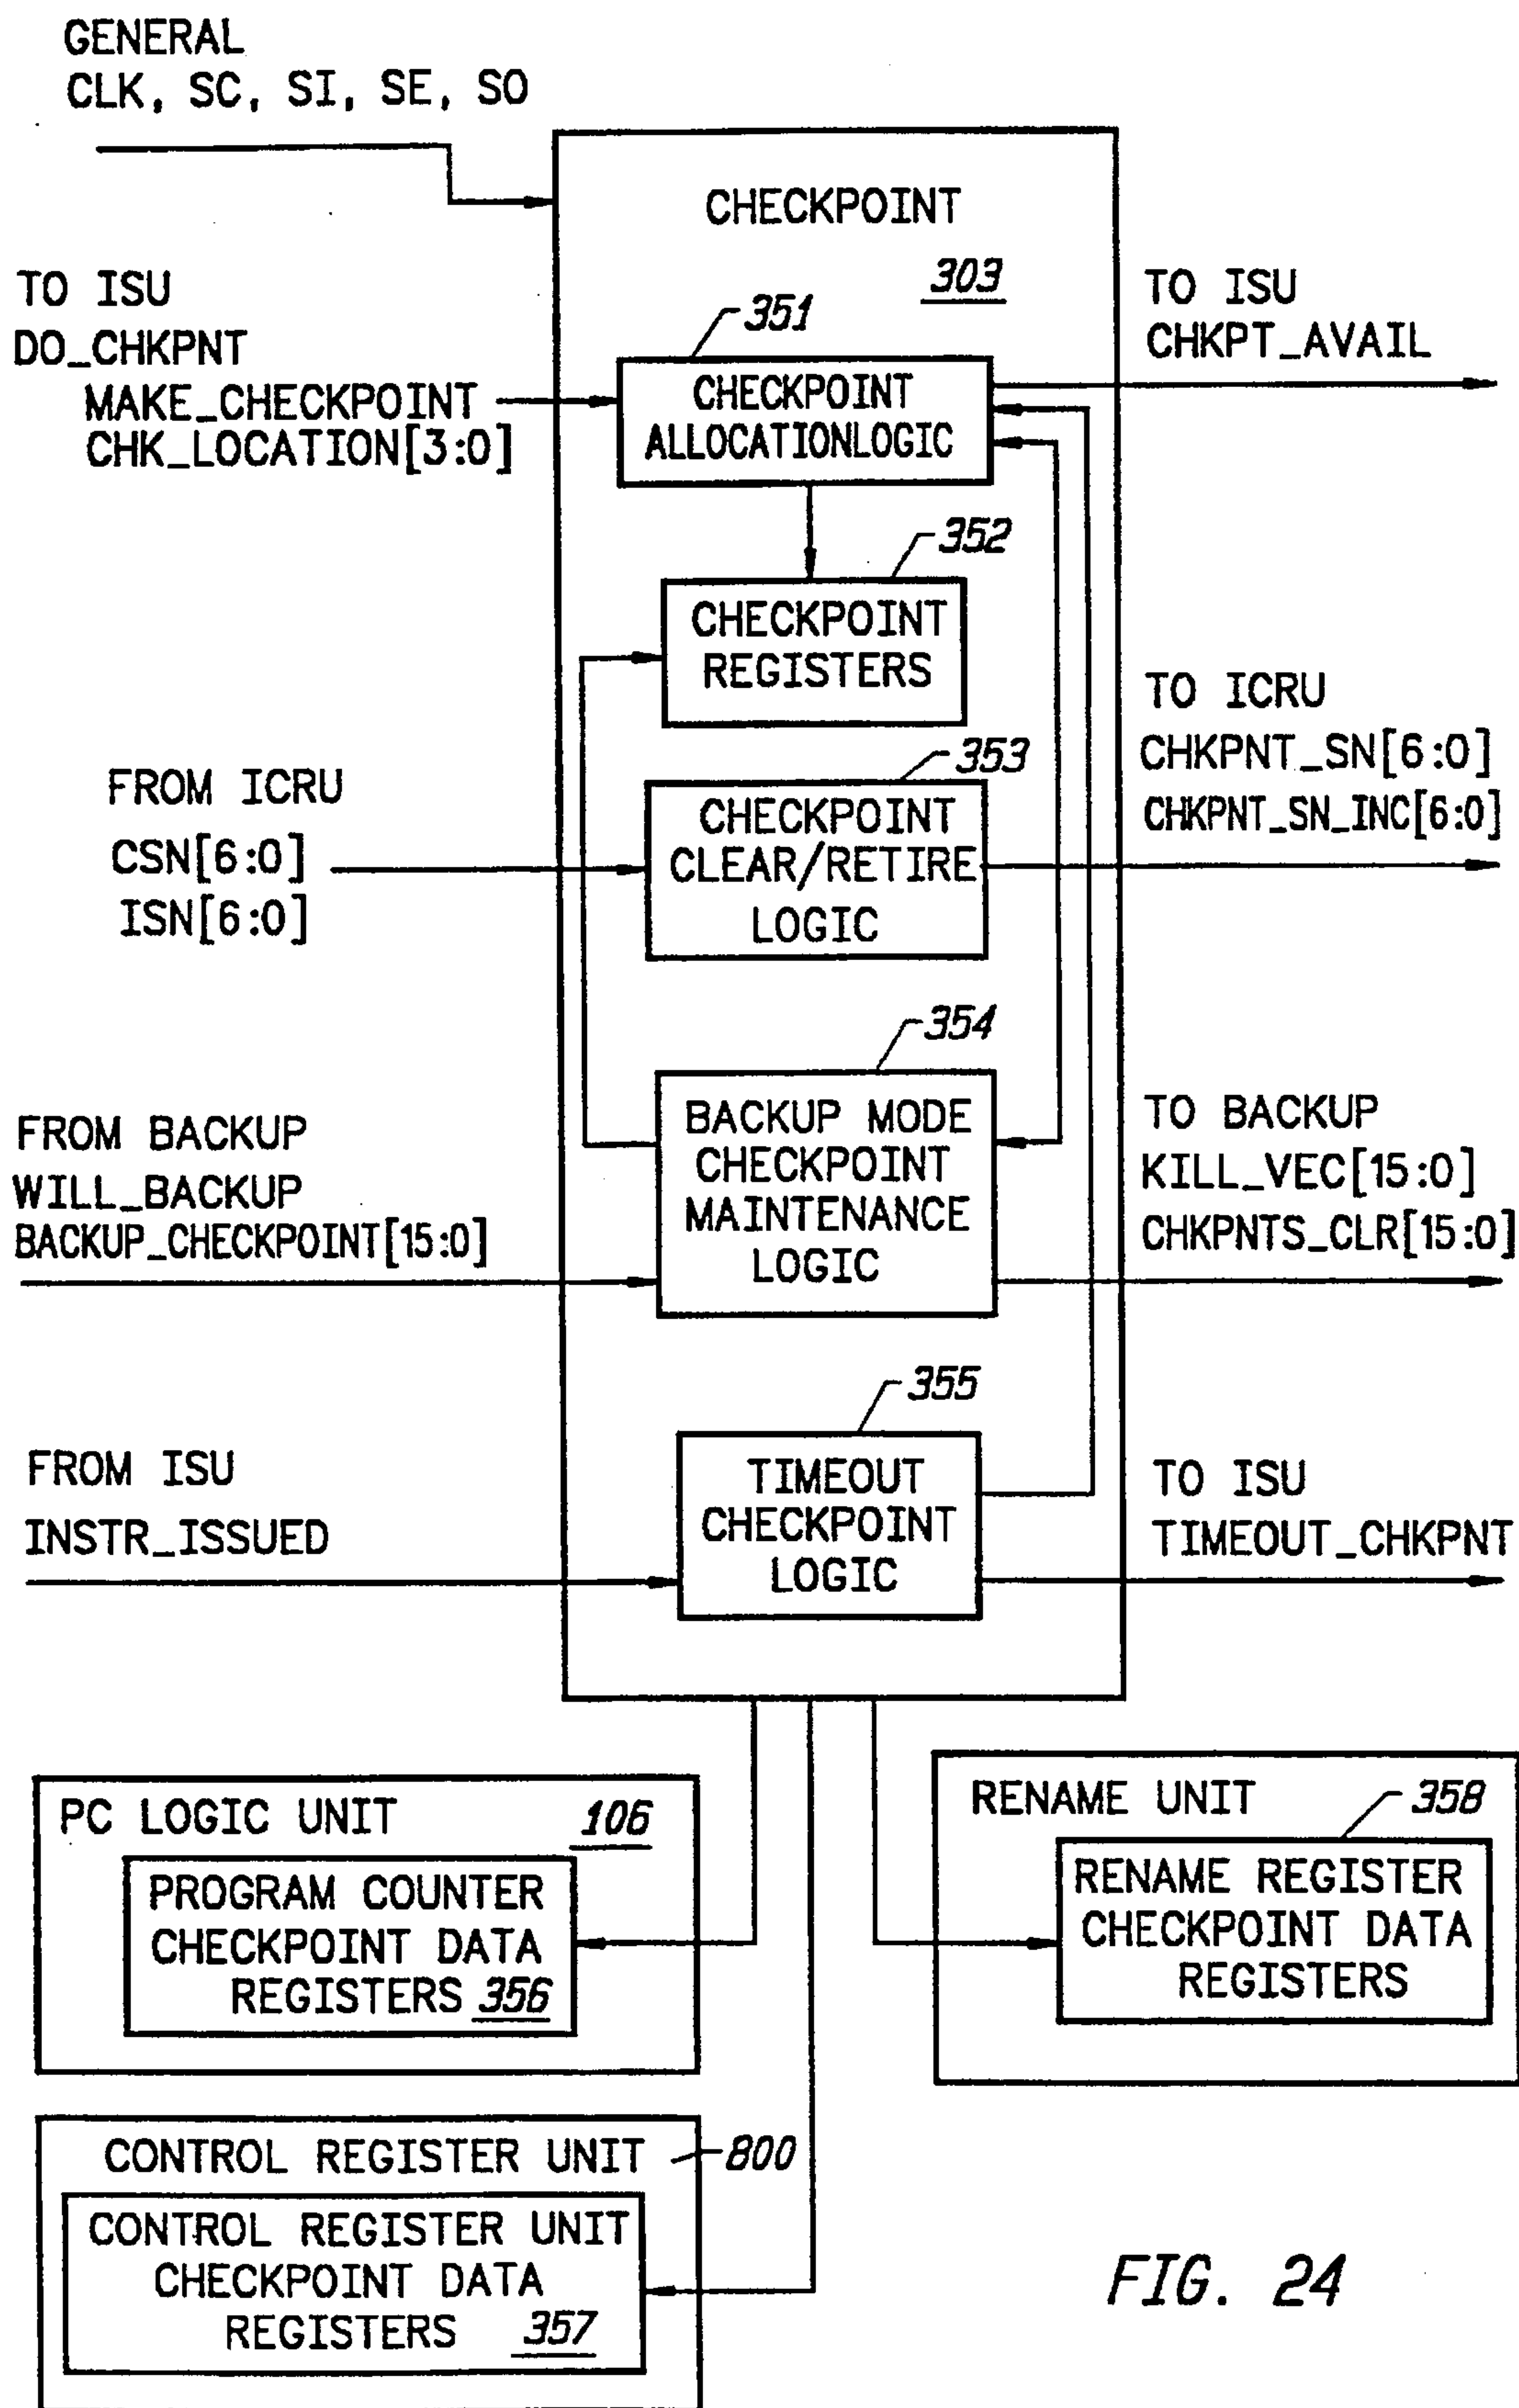 GENERAL
CLK, SC, SI, SE, SO
CHECKPOINT
303
TO ISU
DO_CHKPNT
MAKE_CHECKPOINT
CHK_LOCATION[3:0]
351
CHECKPOINT
ALLOCATIONLOGIC
TO ISU
CHKPT_AVAIL
352
CHECKPOINT
REGISTERS
FROM ICRU
CSN[6:0]
ISN[6:0]
353
CHECKPOINT
CLEAR/RETIRE
LOGIC
TO ICRU
CHKPNT_SN[6:0]
CHKPNT_SN_INC[6:0]
354
FROM BACKUP
WILL_BACKUP
BACKUP_CHECKPOINT[15:0]
BACKUP MODE
CHECKPOINT
MAINTENANCE
LOGIC
TO BACKUP
KILL_VEC[15:0]
CHKPNTS_CLR[15:0]
355
FROM ISU
INSTR_ISSUED
TIMEOUT
CHECKPOINT
LOGIC
TO ISU
TIMEOUT_CHKPNT
PC LOGIC UNIT 106
PROGRAM COUNTER
CHECKPOINT DATA
REGISTERS 356
RENAME UNIT 358
RENAME REGISTER
CHECKPOINT DATA
REGISTERS
CONTROL REGISTER UNIT 800
CONTROL REGISTER UNIT
CHECKPOINT DATA
REGISTERS 357
FIG. 24